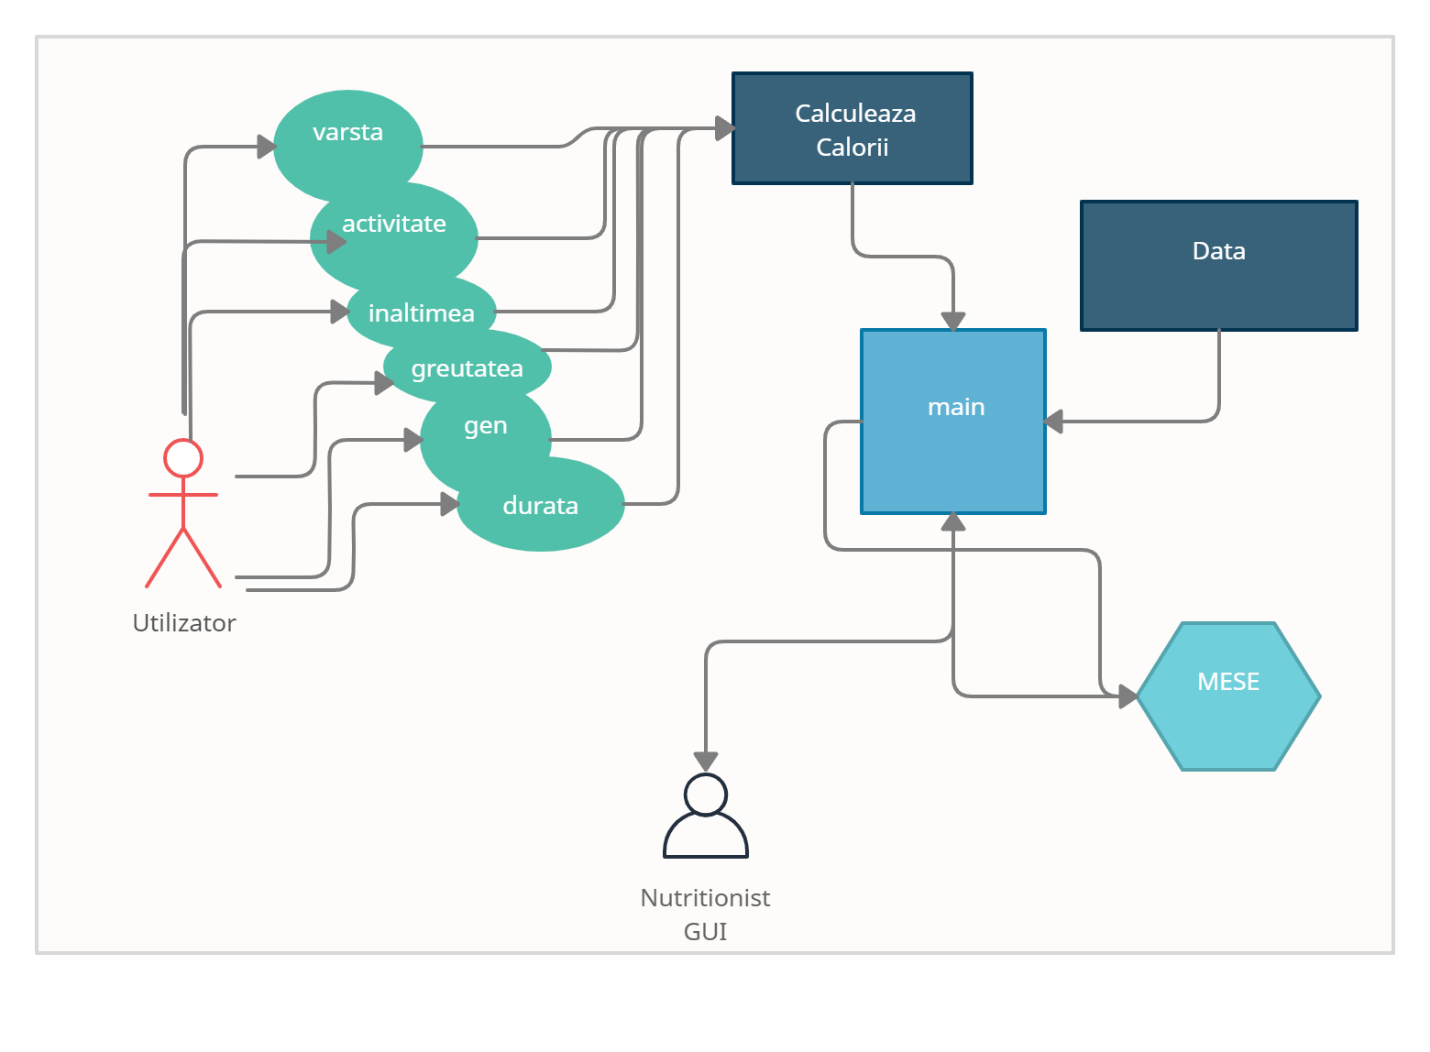 varsta
activitate
inaltimea
greutatea
gen
durata
Utilizator
Calculeaza
Calorii
Data
main
MESE
Nutritionist
GUI